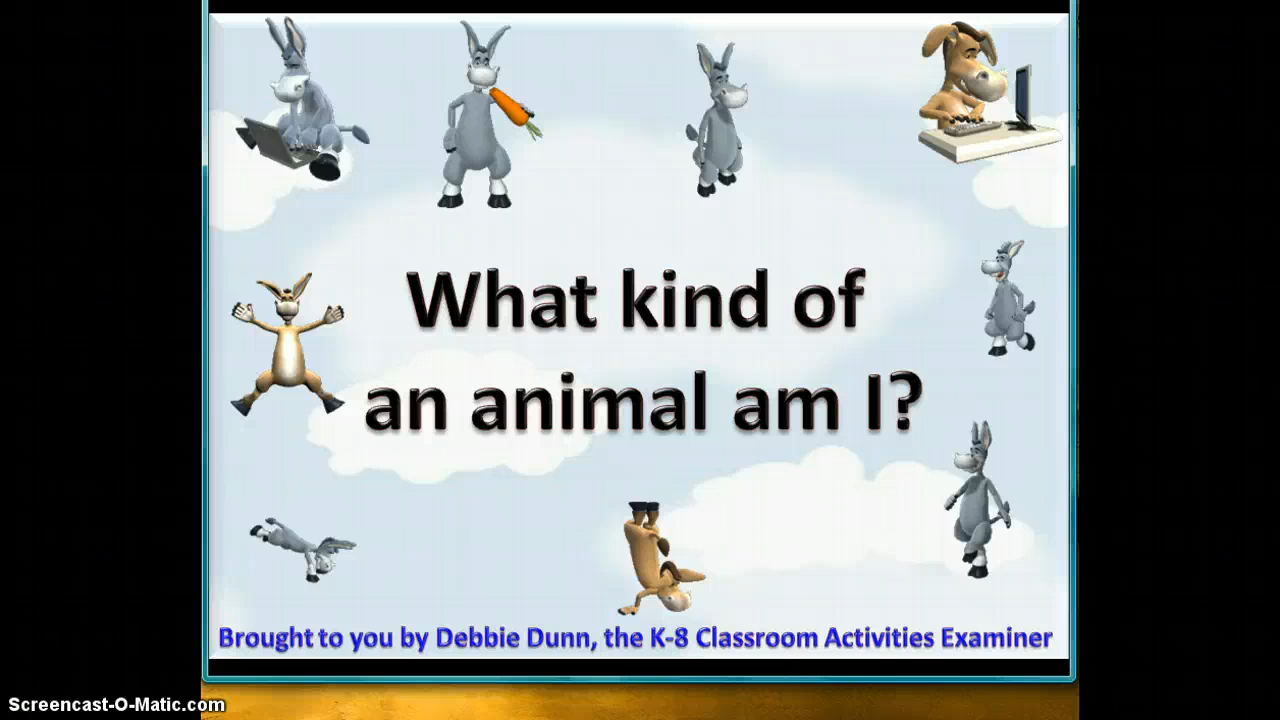 What kind of
an animal am I?
Brought to you by Debbie Dunn, the K-8 Classroom Activities Examiner
Screencast-O-Matic.com